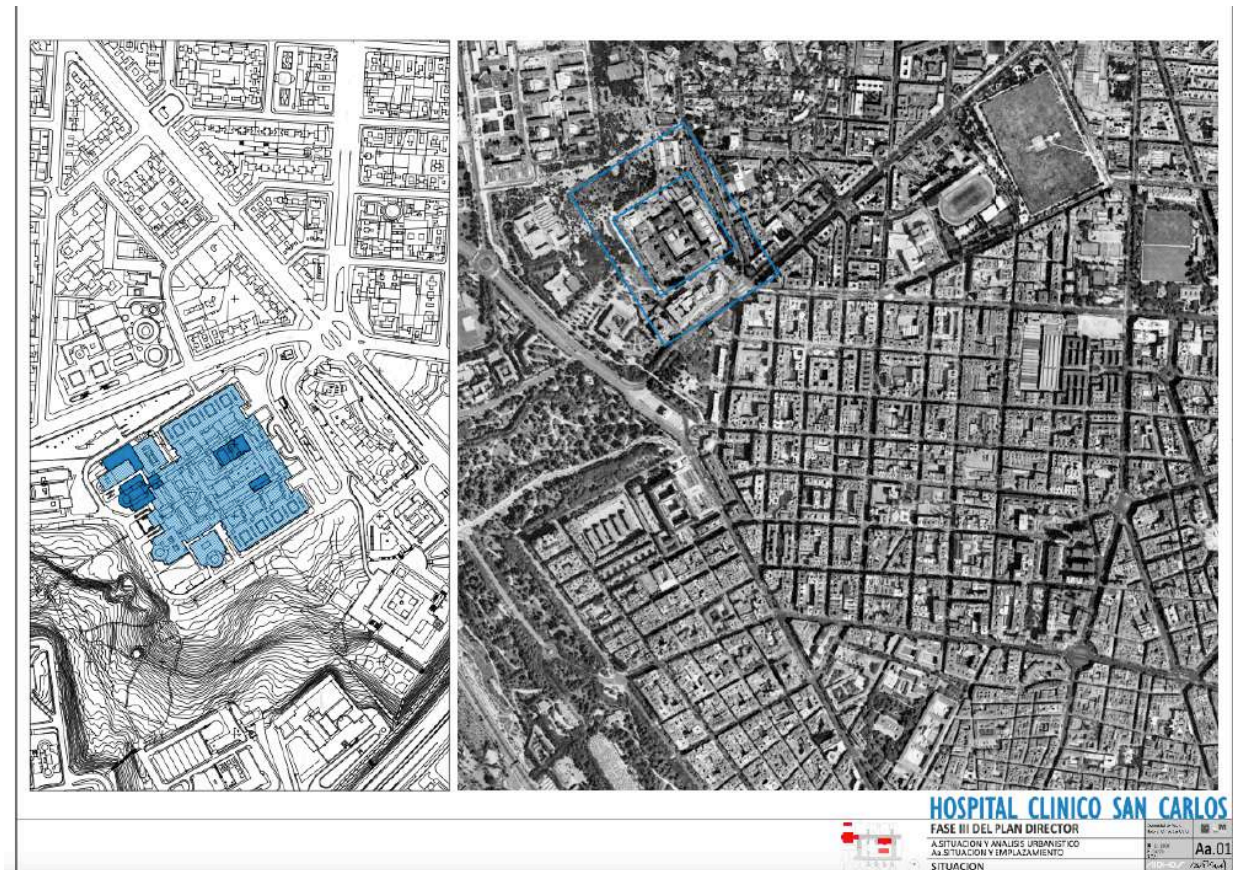 HOSPITAL CLINICO SAN CARLOS
FASE III DEL PLAN DIRECTOR
A.SITUACION Y ANALISIS URBANISTICO
Aa.SITUACION Y EMPLAZAMIENTO
SITUACION
Aa.01